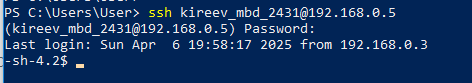 PS C:\Users\User> ssh kireev_mbd_2431@192.168.0.5
(kireev_mbd_2431@192.168.0.5) Password:
Last login: Sun Apr  6 19:58:17 2025 from 192.168.0.3
-sh-4.2$